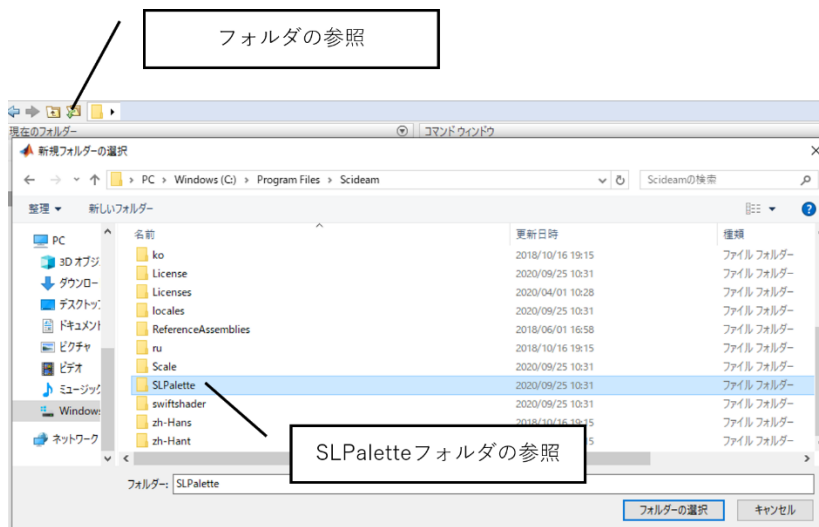 フォルダの参照
現在のフォルダー
コマンド ウィンドウ
新規フォルダーの選択
PC › Windows (C:) › Program Files › Scideam
Scideamの検索
整理
新しいフォルダー
名前 更新日時 種類
PC
3D オブジ
ダウンロー
デスクトッ
ドキュメン
ピクチャ
ビデオ
ミュージック
Windows
ネットワーク
ko 2018/10/16 19:15 ファイル フォルダー
License 2020/09/25 10:31 ファイル フォルダー
Licenses 2020/04/01 10:28 ファイル フォルダー
locales 2020/09/25 10:31 ファイル フォルダー
ReferenceAssemblies 2018/06/01 16:58 ファイル フォルダー
ru 2018/10/16 19:15 ファイル フォルダー
Scale 2020/09/25 10:31 ファイル フォルダー
SLPalette 2020/09/25 10:31 ファイル フォルダー
swiftshader 2020/09/25 10:31 ファイル フォルダー
zh-Hans 2018/10/16 19:15 ファイル フォルダー
zh-Hant ファイル フォルダー
SLPaletteフォルダの参照
フォルダー: SLPalette
フォルダーの選択
キャンセル